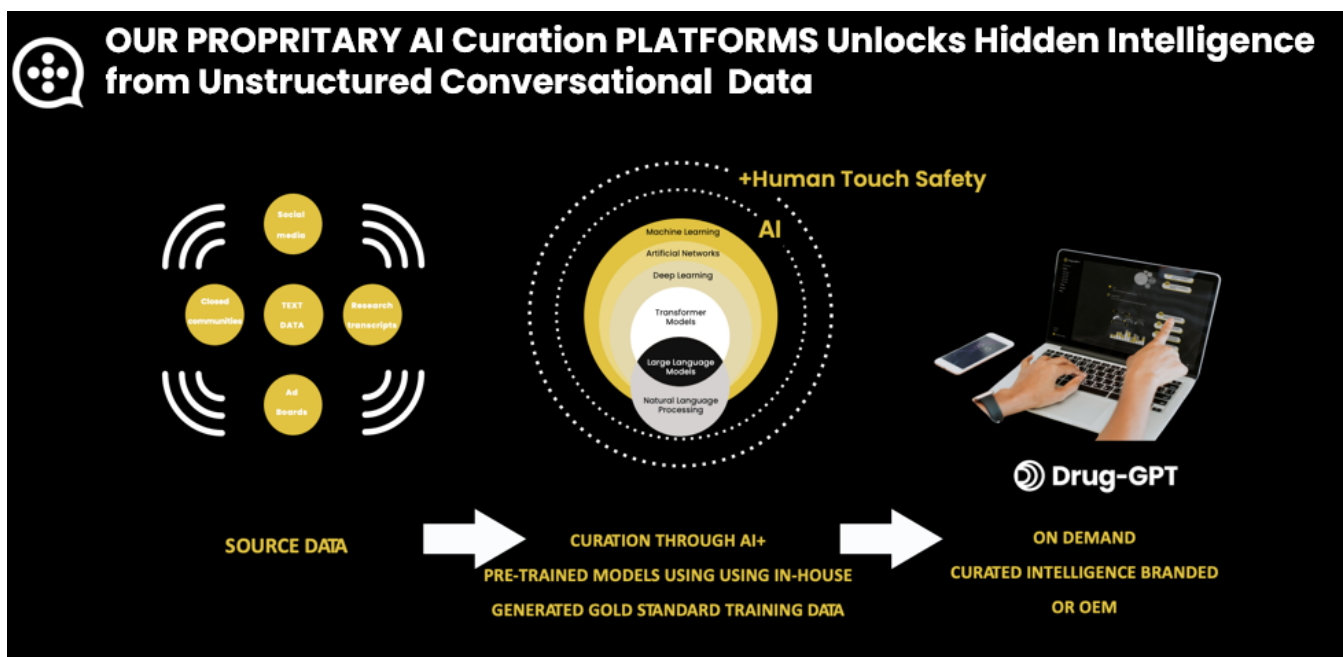 OUR PROPRITARY AI Curation PLATFORMS Unlocks Hidden Intelligence
from Unstructured Conversational Data
+Human Touch Safety
AI
Social
media
Closed
communities
TEXT
DATA
Research
transcripts
Ad
Boards
Machine Learning
Artificial Networks
Deep Learning
Transformer
Models
Large Language
Models
Natural Language
Processing
Drug-GPT
SOURCE DATA
CURATION THROUGH AI+
PRE-TRAINED MODELS USING USING IN-HOUSE
GENERATED GOLD STANDARD TRAINING DATA
ON DEMAND
CURATED INTELLIGENCE BRANDED
OR OEM